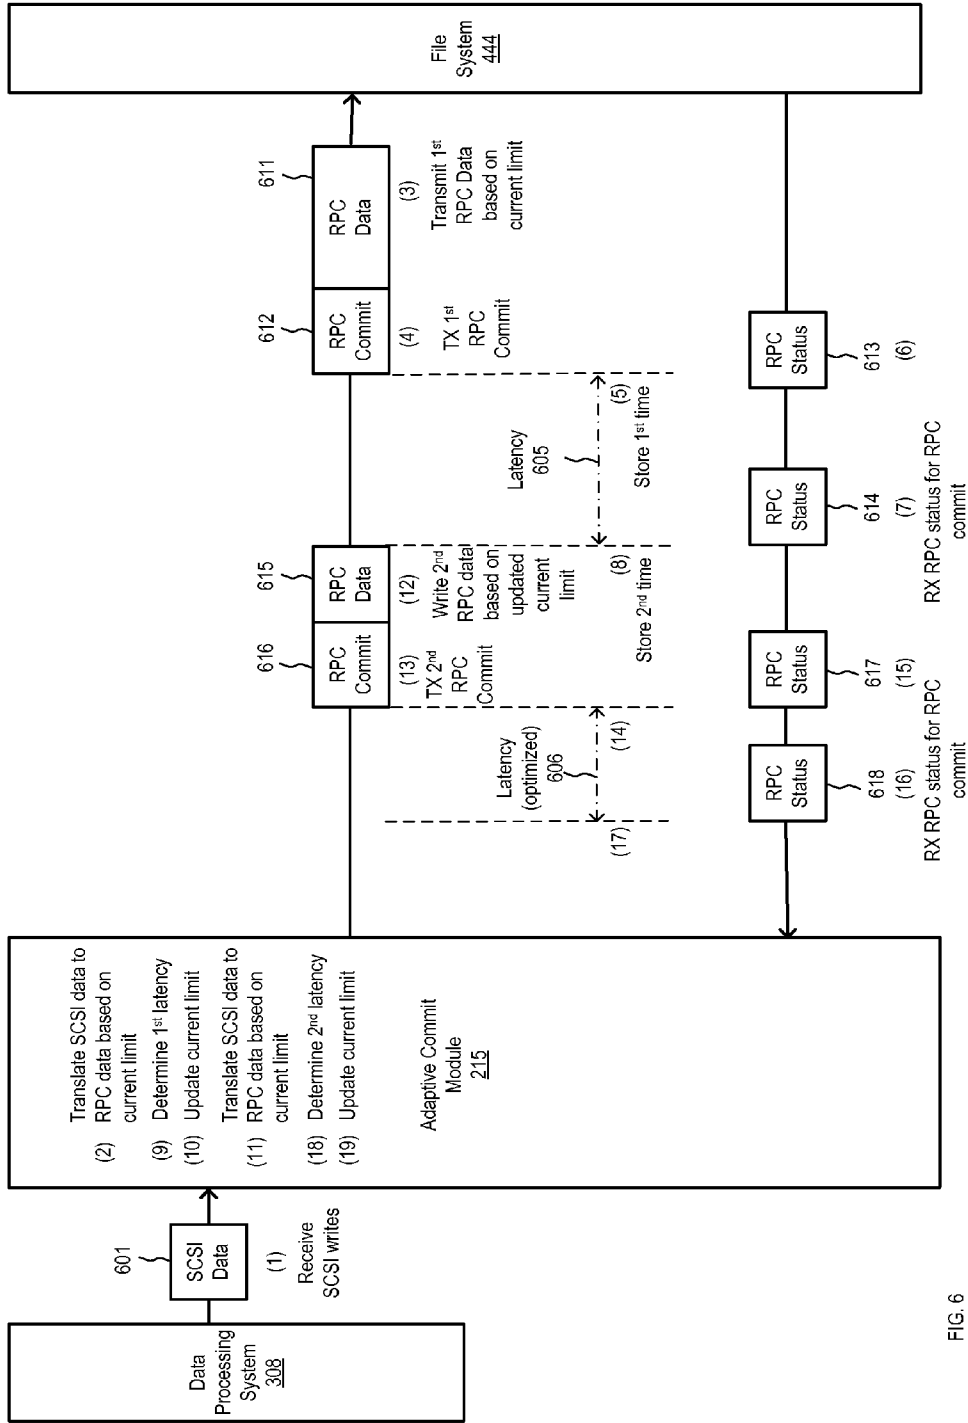 Data
Processing
System
308
601
SCSI
Data
(1)
Receive
SCSI writes
Translate SCSI data to
(2) RPC data based on
current limit
(9) Determine 1st latency
(10) Update current limit
Translate SCSI data to
(11) RPC data based on
current limit
(18) Determine 2nd latency
(19) Update current limit
Adaptive Commit
Module
215
616
RPC
Commit
(13)
TX 2nd
RPC
Commit
615
RPC
Data
(12)
Write 2nd
RPC data
based on
updated
current
limit
612
RPC
Commit
(4)
TX 1st
RPC
Commit
611
RPC
Data
(3)
Transmit 1st
RPC Data
based on
current limit
Latency
(optimized)
606
(17)
(14)
Latency
605
(8)
Store 2nd time
(5)
Store 1st time
RPC
Status
618
(16)
RPC
Status
617
(15)
RX RPC status for RPC
commit
RPC
Status
614
(7)
RX RPC status for RPC
commit
RPC
Status
613
(6)
File
System
444
FIG. 6